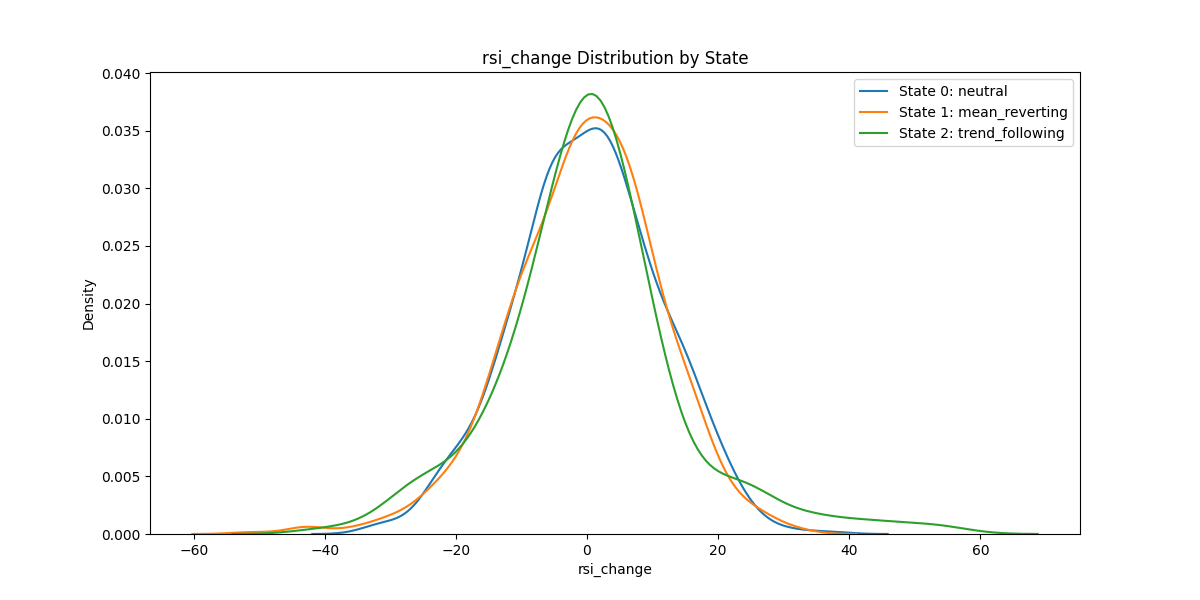 rsi_change Distribution by State
0.040
0.035
0.030
0.025
0.020
0.015
0.010
0.005
0.000
Density
State 0: neutral
State 1: mean_reverting
State 2: trend_following
−60
−40
−20
0
20
40
60
rsi_change